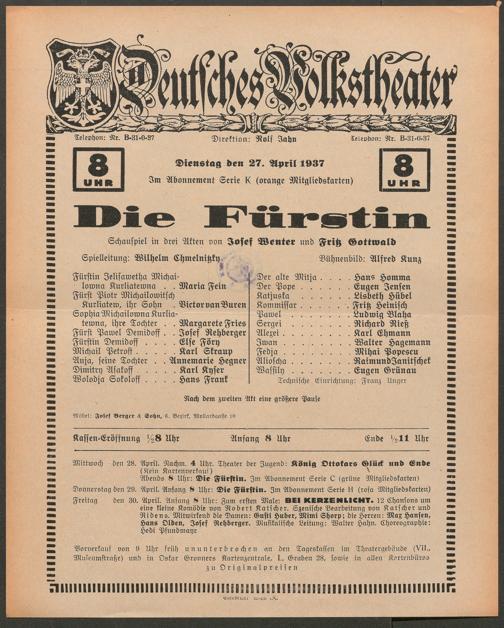 Deutsches Volkstheater
Telephon: Nr. B-31-6-37 Direktion: Rolf Jahn Telephon: Nr. B-31-6-37
8 UHR
Dienstag den 27. April 1937
8 UHR
Im Abonnement Serie K (orange Mitgliedskarten)
Die Fürstin
Schauspiel in drei Akten von Josef Wenter und Fritz Gottwald
Spielleitung: Wilhelm Chmelnitzky Bühnenbild: Alfred Kunz
Fürstin Jelisawetha Michai-
lowna Kurliatewna Maria Fein
Fürst Piotr Michailowitsch
Kurliatew, ihr Sohn . Victor van Buren
Sophia Michailowna Kurlia-
tewna, ihre Tochter . . Margarete Fries
Fürst Pawel Demidoff . . Josef Rehberger
Fürstin Demidoff . . . Else Föry
Michail Petroff . . . . Karl Skraup
Anja, seine Tochter . . Annemarie Hegner
Dimitry Asakoff . . . . Karl Kyser
Wolodja Sokoloff . . . . Hans Frank
Der alte Mitja . . . . Hans Homma
Der Pope . . . . . Eugen Jensen
Katjuska . . . . . Lisbeth Hübel
Kommissar . . . . . Fritz Heinisch
Pawel . . . . . Ludwig Blaha
Sergei . . . . . Richard Rieß
Alexei . . . . . Karl Ehmann
Iwan . . . . . Walter Hagemann
Fedja . . . . . Mihai Popescu
Alioscha . . . . . Raimund Janitschek
Wassily . . . . . Eugen Grünau
Technische Einrichtung: Franz Unger
Nach dem zweiten Akt eine größere Pause
Möbel: Josef Berger & Sohn, 6. Bezirk, Mollardgasse
Kassen-Eröffnung ½8 Uhr Anfang 8 Uhr Ende ½11 Uhr
Mittwoch den 28. April. Nachm. 4 Uhr. Theater der Jugend: König Ottokars Glück und Ende
(Kein Kartenverkauf)
Abends 8 Uhr: Die Fürstin. Im Abonnement Serie C (grüne Mitgliedskarten)
Donnerstag den 29. April. Anfang 8 Uhr: Die Fürstin. Im Abonnement Serie H (rosa Mitgliedskarten)
Freitag den 30. April. Anfang 8 Uhr: Zum ersten Male: BEI KERZENLICHT. 12 Chansons um
eine kleine Komödie von Robert Katscher. Szenische Bearbeitung von Katscher und
Mitwirkend die Damen: Gusti Huber, Mimi Shorp; die Herren: Max Hansen,
Hans Olden, Josef Rehberger. Musikalische Leitung: Walter Hahn. Choreographie:
Hedi Pfundmayr
Vorverkauf von 9 Uhr früh ununterbrochen an den Tageskassen im Theatergebäude (VII.,
Museumstraße) und in Oskar Growners Kartenzentrale, I., Graben 28, sowie in allen Kartenbüros
zu Originalpreisen